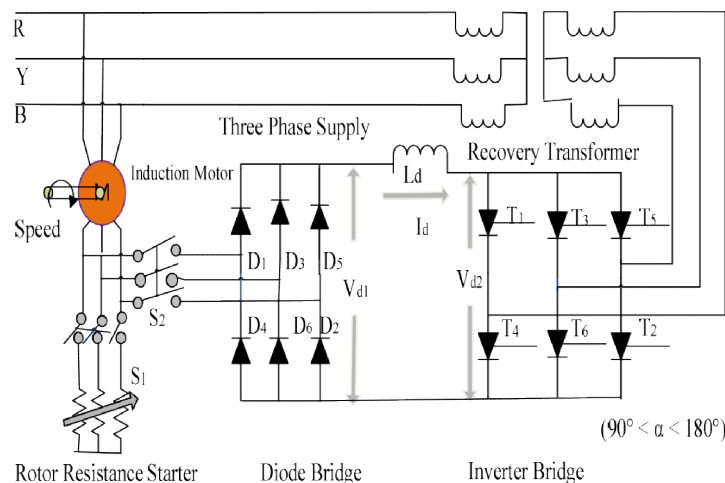 R
Y
B
Three Phase Supply
Induction Motor
Recovery Transformer
Ld
Id
Speed
T1
T3
T5
D1
D3
D5
Vd1
Vd2
S2
D4
D6
D2
T4
T6
T2
S1
(90° < α < 180°)
Rotor Resistance Starter
Diode Bridge
Inverter Bridge